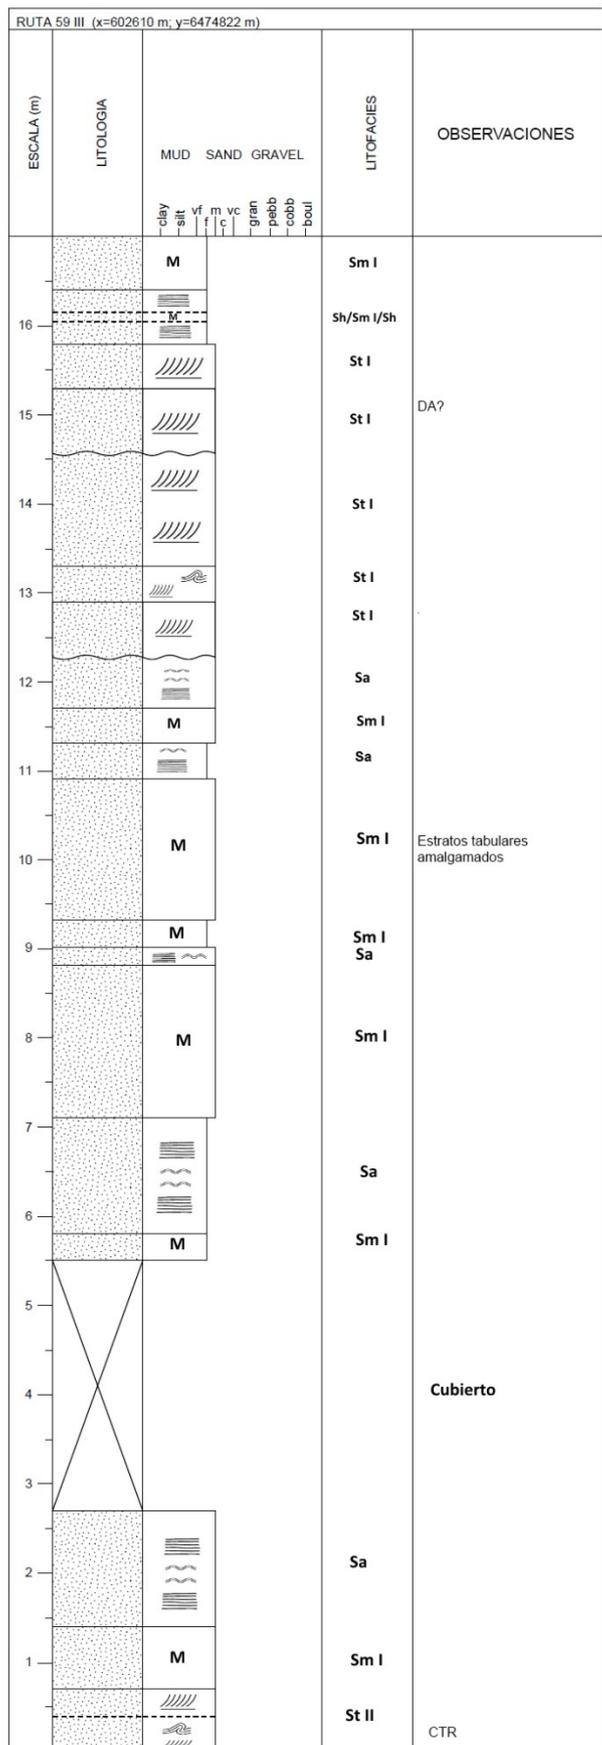 RUTA 59 III (x=602610 m; y=6474822 m)
ESCALA (m)
LITOLOGIA
MUD SAND GRAVEL
clay
silt
vf
f
m
c
vc
gran
pebb
cobb
boul
LITOFACIES
OBSERVACIONES
M
Sm I
16
M
Sh/Sm I/Sh
St I
DA?
15
St I
14
St I
St I
13
St I
12
Sa
M
Sm I
11
Sa
M
Sm I
Estratos tabulares
amalgamados
10
M
Sm I
9
Sa
8
M
Sm I
7
Sa
6
M
Sm I
5
4
Cubierto
3
2
Sa
1
M
Sm I
St II
CTR